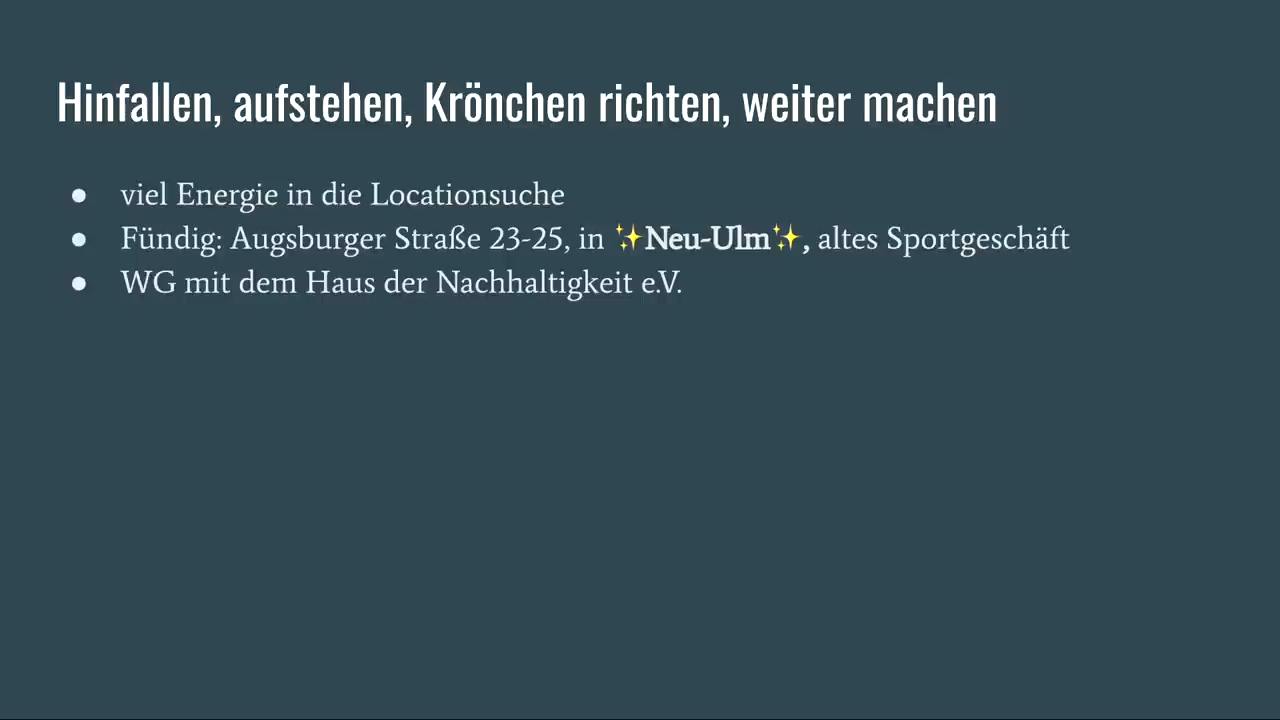 Hinfallen, aufstehen, Krönchen richten, weiter machen
● viel Energie in die Locationsuche
● Fündig: Augsburger Straße 23-25, in ✨Neu-Ulm✨, altes Sportgeschäft
● WG mit dem Haus der Nachhaltigkeit e.V.